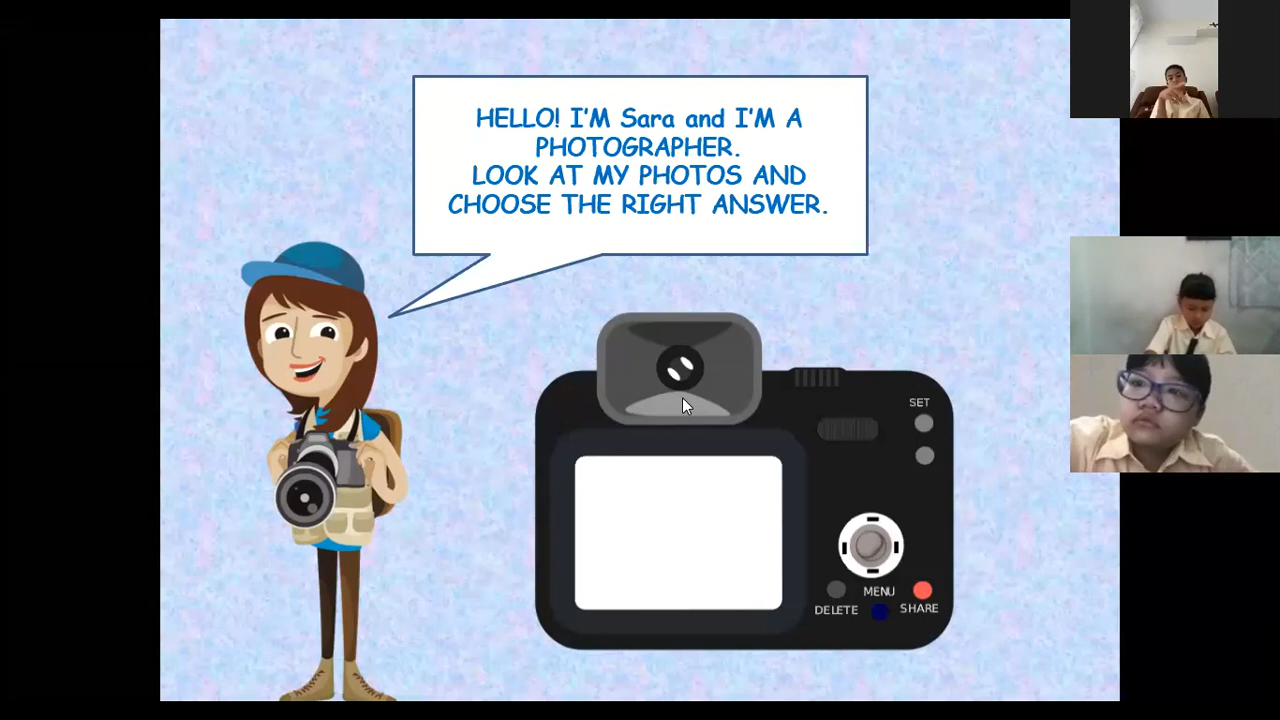 HELLO! I'M Sara and I'M A
PHOTOGRAPHER.
LOOK AT MY PHOTOS AND
CHOOSE THE RIGHT ANSWER.
SET
MENU
DELETE
SHARE